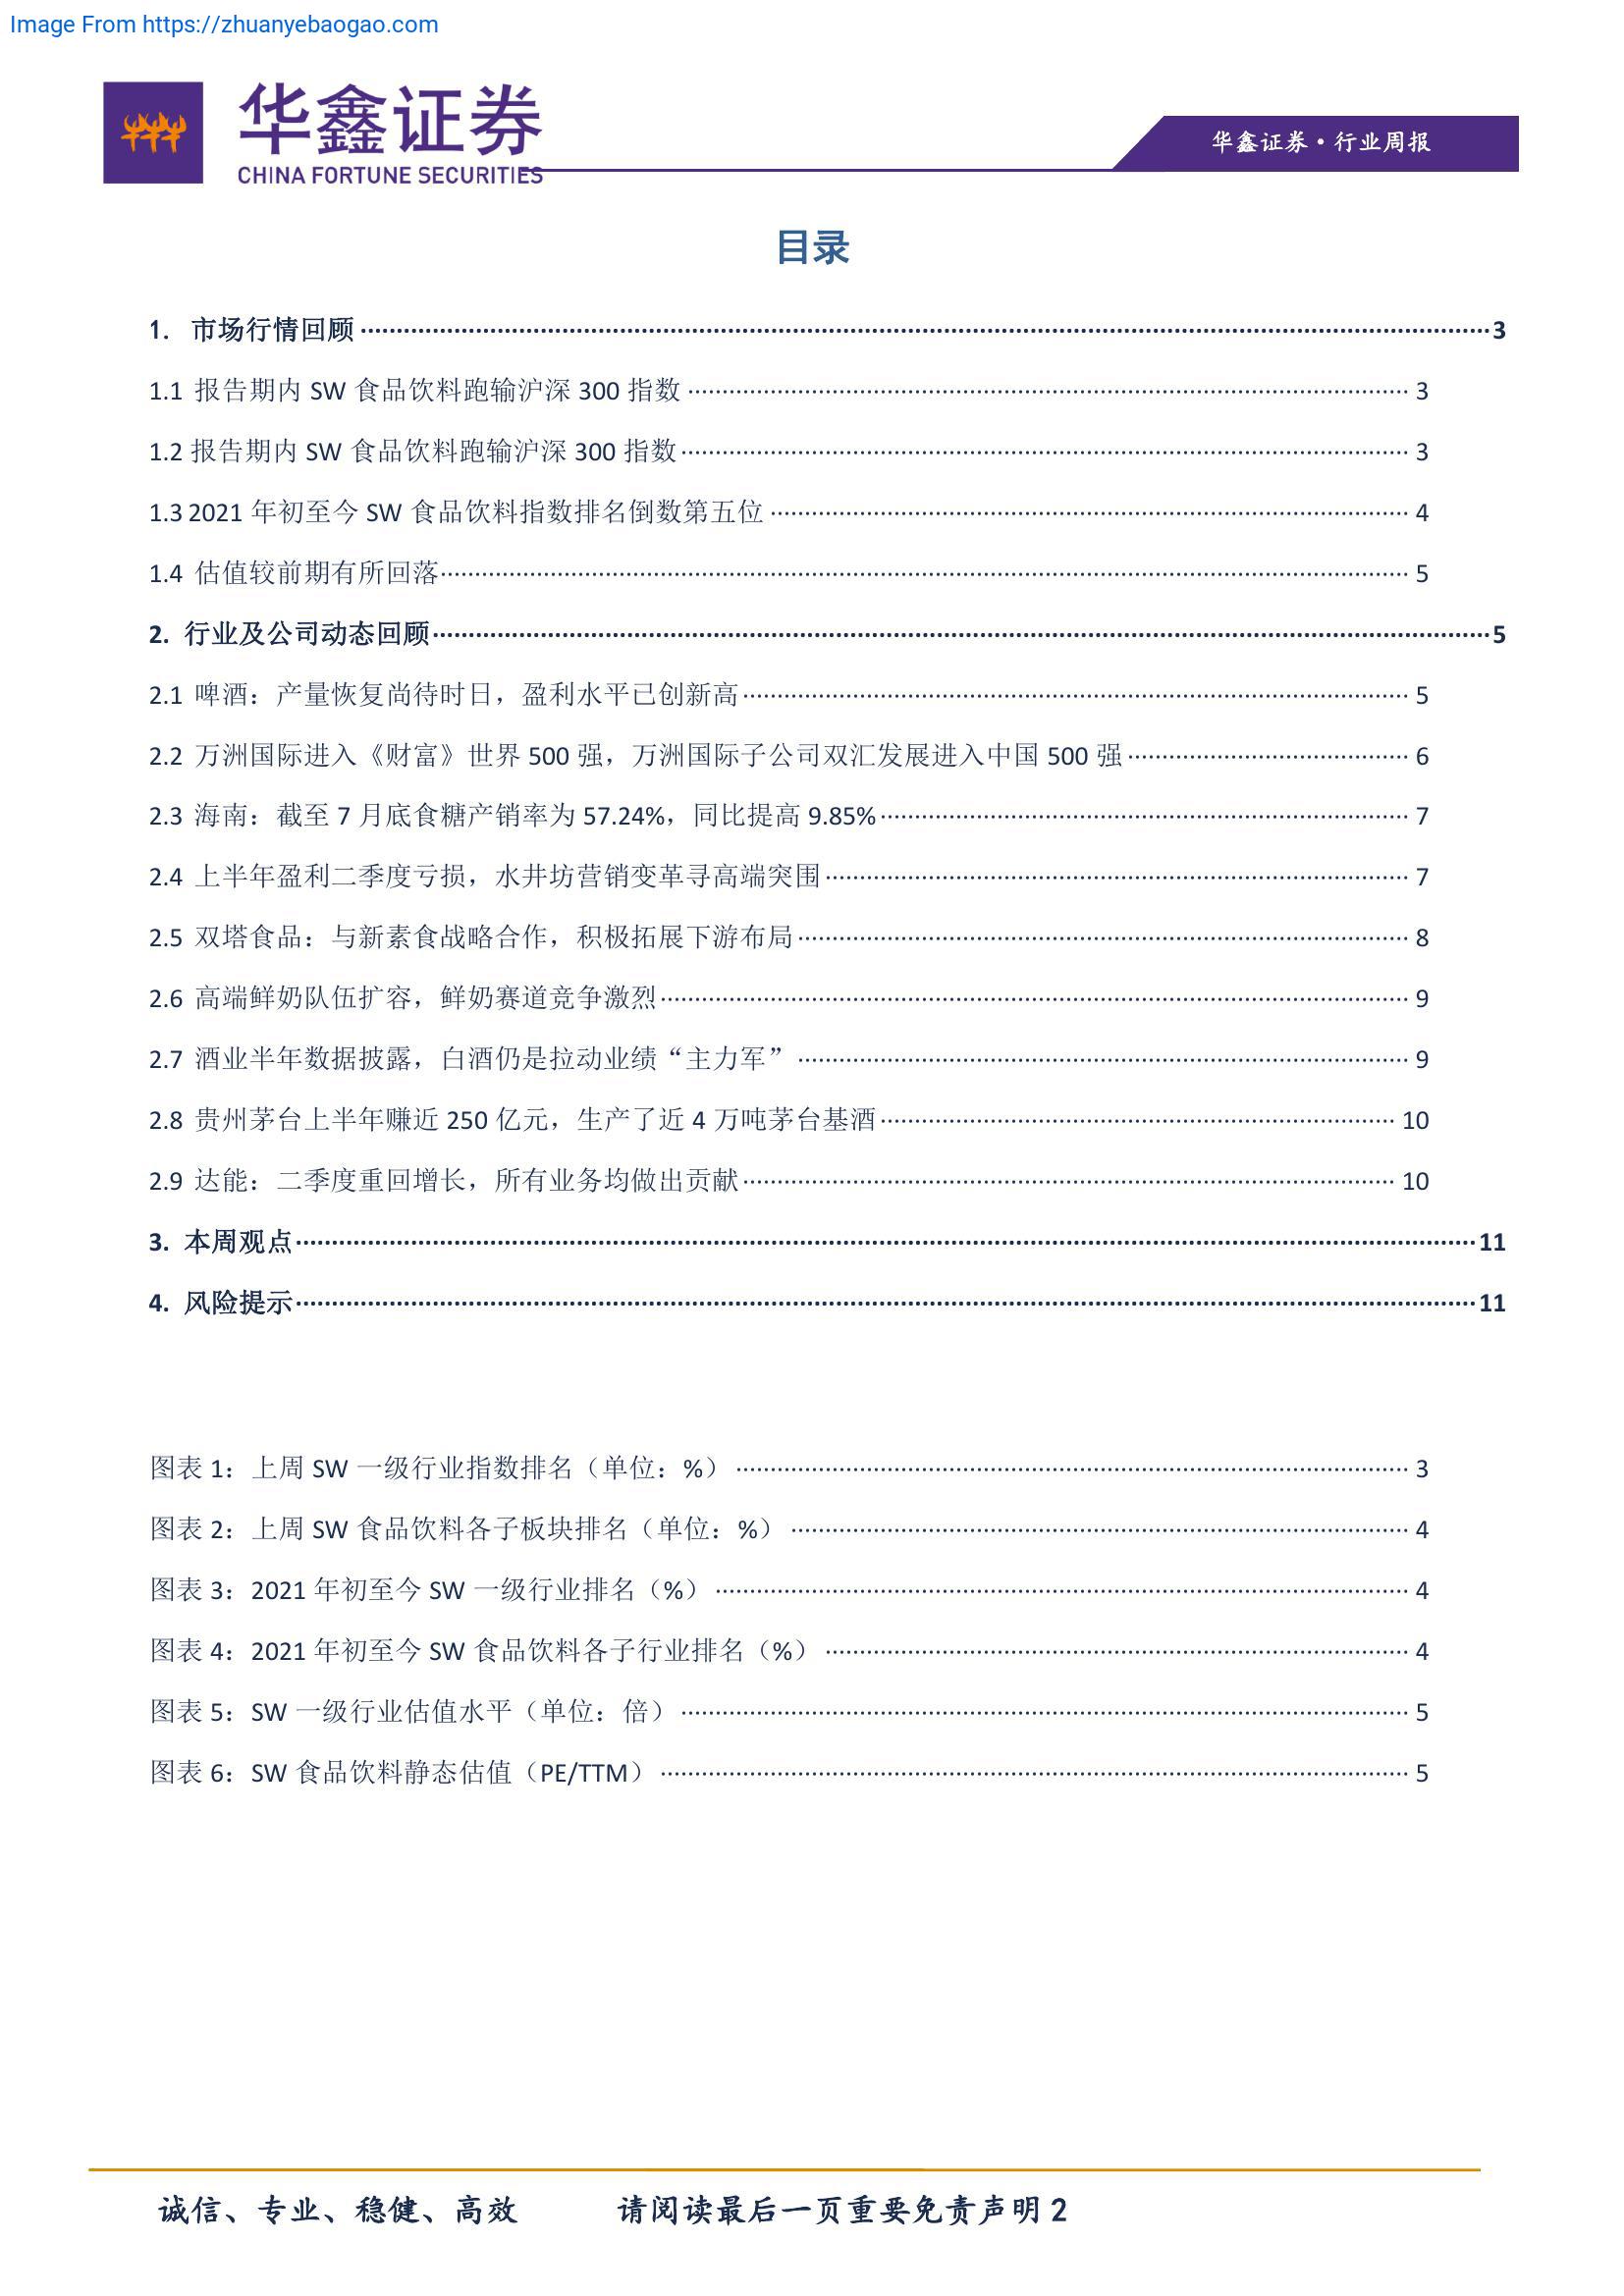 Image From https://zhuanyebaogao.com
华鑫证券
CHINA FORTUNE SECURITIES
华鑫证券·行业周报
目录
1. 市场行情回顾 3
1.1 报告期内 SW 食品饮料跑输沪深 300 指数 3
1.2 报告期内 SW 食品饮料跑输沪深 300 指数 3
1.3 2021 年初至今 SW 食品饮料指数排名倒数第五位 4
1.4 估值较前期有所回落 5
2. 行业及公司动态回顾 5
2.1 啤酒：产量恢复尚待时日，盈利水平已创新高 5
2.2 万洲国际进入《财富》世界 500 强，万洲国际子公司双汇发展进入中国 500 强 6
2.3 海南：截至 7 月底食糖产销率为 57.24%，同比提高 9.85% 7
2.4 上半年盈利二季度亏损，水井坊营销变革寻高端突围 7
2.5 双塔食品：与新素食战略合作，积极拓展下游布局 8
2.6 高端鲜奶队伍扩容，鲜奶赛道竞争激烈 9
2.7 酒业半年数据披露，白酒仍是拉动业绩“主力军” 9
2.8 贵州茅台上半年赚近 250 亿元，生产了近 4 万吨茅台基酒 10
2.9 达能：二季度重回增长，所有业务均做出贡献 10
3. 本周观点 11
4. 风险提示 11
图表 1：上周 SW 一级行业指数排名（单位：%） 3
图表 2：上周 SW 食品饮料各子板块排名（单位：%） 4
图表 3：2021 年初至今 SW 一级行业排名（%） 4
图表 4：2021 年初至今 SW 食品饮料各子行业排名（%） 4
图表 5：SW 一级行业估值水平（单位：倍） 5
图表 6：SW 食品饮料静态估值（PE/TTM） 5
诚信、专业、稳健、高效 请阅读最后一页重要免责声明 2